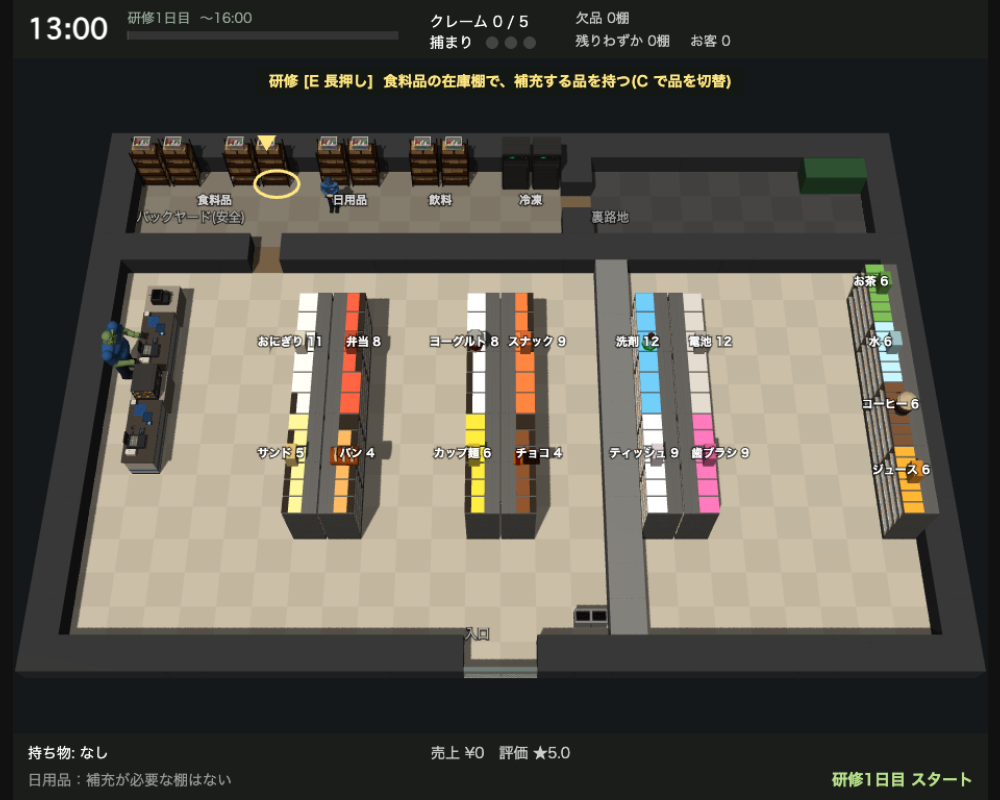 13:00
研修1日目 ～16:00
クレーム 0 / 5
捕まり
欠品 0棚
残りわずか 0棚 お客 0
研修 [E 長押し] 食料品の在庫棚で、補充する品を持つ(C で品を切替)
食料品
日用品
飲料
冷凍
バックヤード(安全)
裏路地
お茶 6
おにぎり 11
弁当 8
ヨーグルト 8
スナック 9
洗剤 12
電池 12
水 6
コーヒー 6
サンド 5
パン 4
カップ麺 6
チョコ 4
ティッシュ 9
歯ブラシ 9
ジュース 6
入口
持ち物: なし
売上 ¥0 評価 ★5.0
日用品：補充が必要な棚はない
研修1日目 スタート